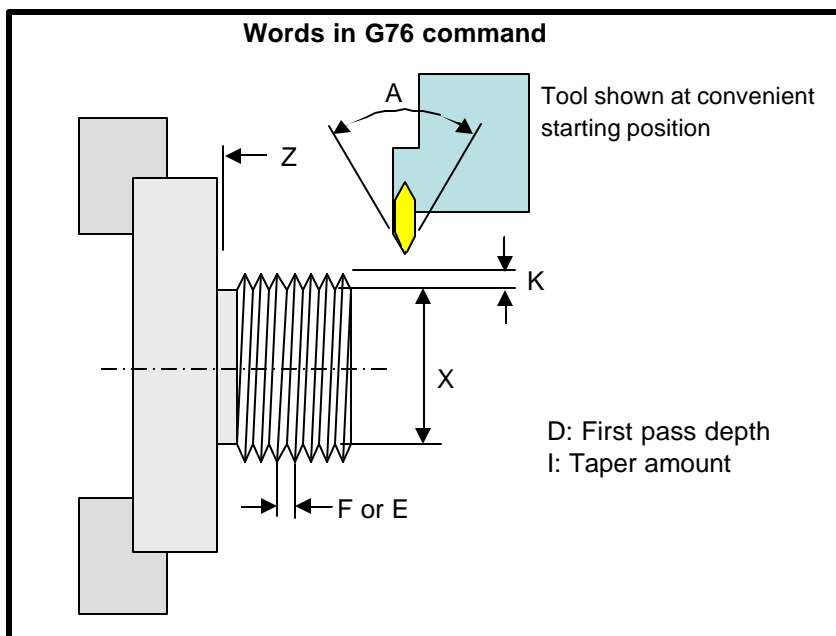 Words in G76 command
A
Tool shown at convenient
starting position
Z
K
X
D: First pass depth
I: Taper amount
F or E